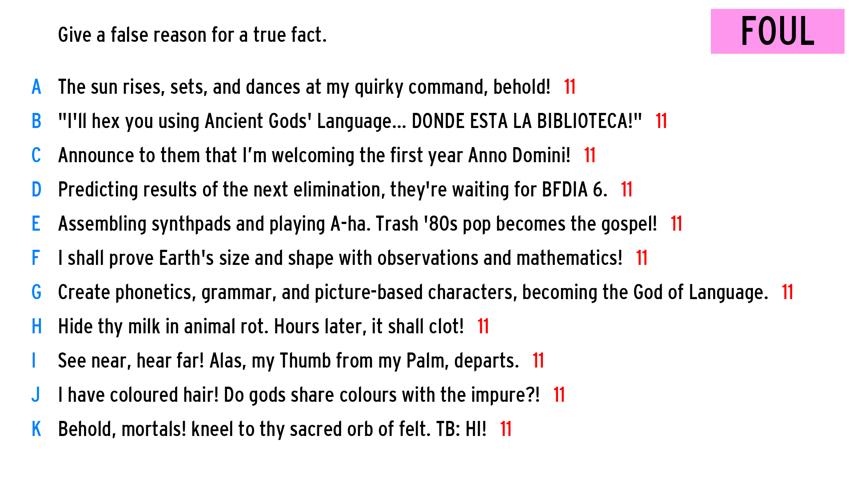 Give a false reason for a true fact.
FOUL
A The sun rises, sets, and dances at my quirky command, behold! 11
B "I'll hex you using Ancient Gods' Language... DONDE ESTA LA BIBLIOTECA!" 11
C Announce to them that I'm welcoming the first year Anno Domini! 11
D Predicting results of the next elimination, they're waiting for BFDIA 6. 11
E Assembling synthpads and playing A-ha. Trash '80s pop becomes the gospel! 11
F I shall prove Earth's size and shape with observations and mathematics! 11
G Create phonetics, grammar, and picture-based characters, becoming the God of Language. 11
H Hide thy milk in animal rot. Hours later, it shall clot! 11
I See near, hear far! Alas, my Thumb from my Palm, departs. 11
J I have coloured hair! Do gods share colours with the impure?! 11
K Behold, mortals! kneel to thy sacred orb of felt. TB: HI! 11